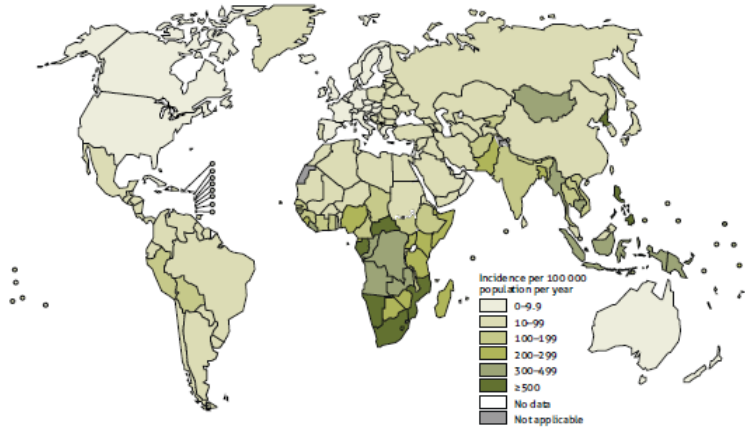 Incidence per 100 000
population per year
0–9.9
10–99
100–199
200–299
300–499
≥500
No data
Not applicable